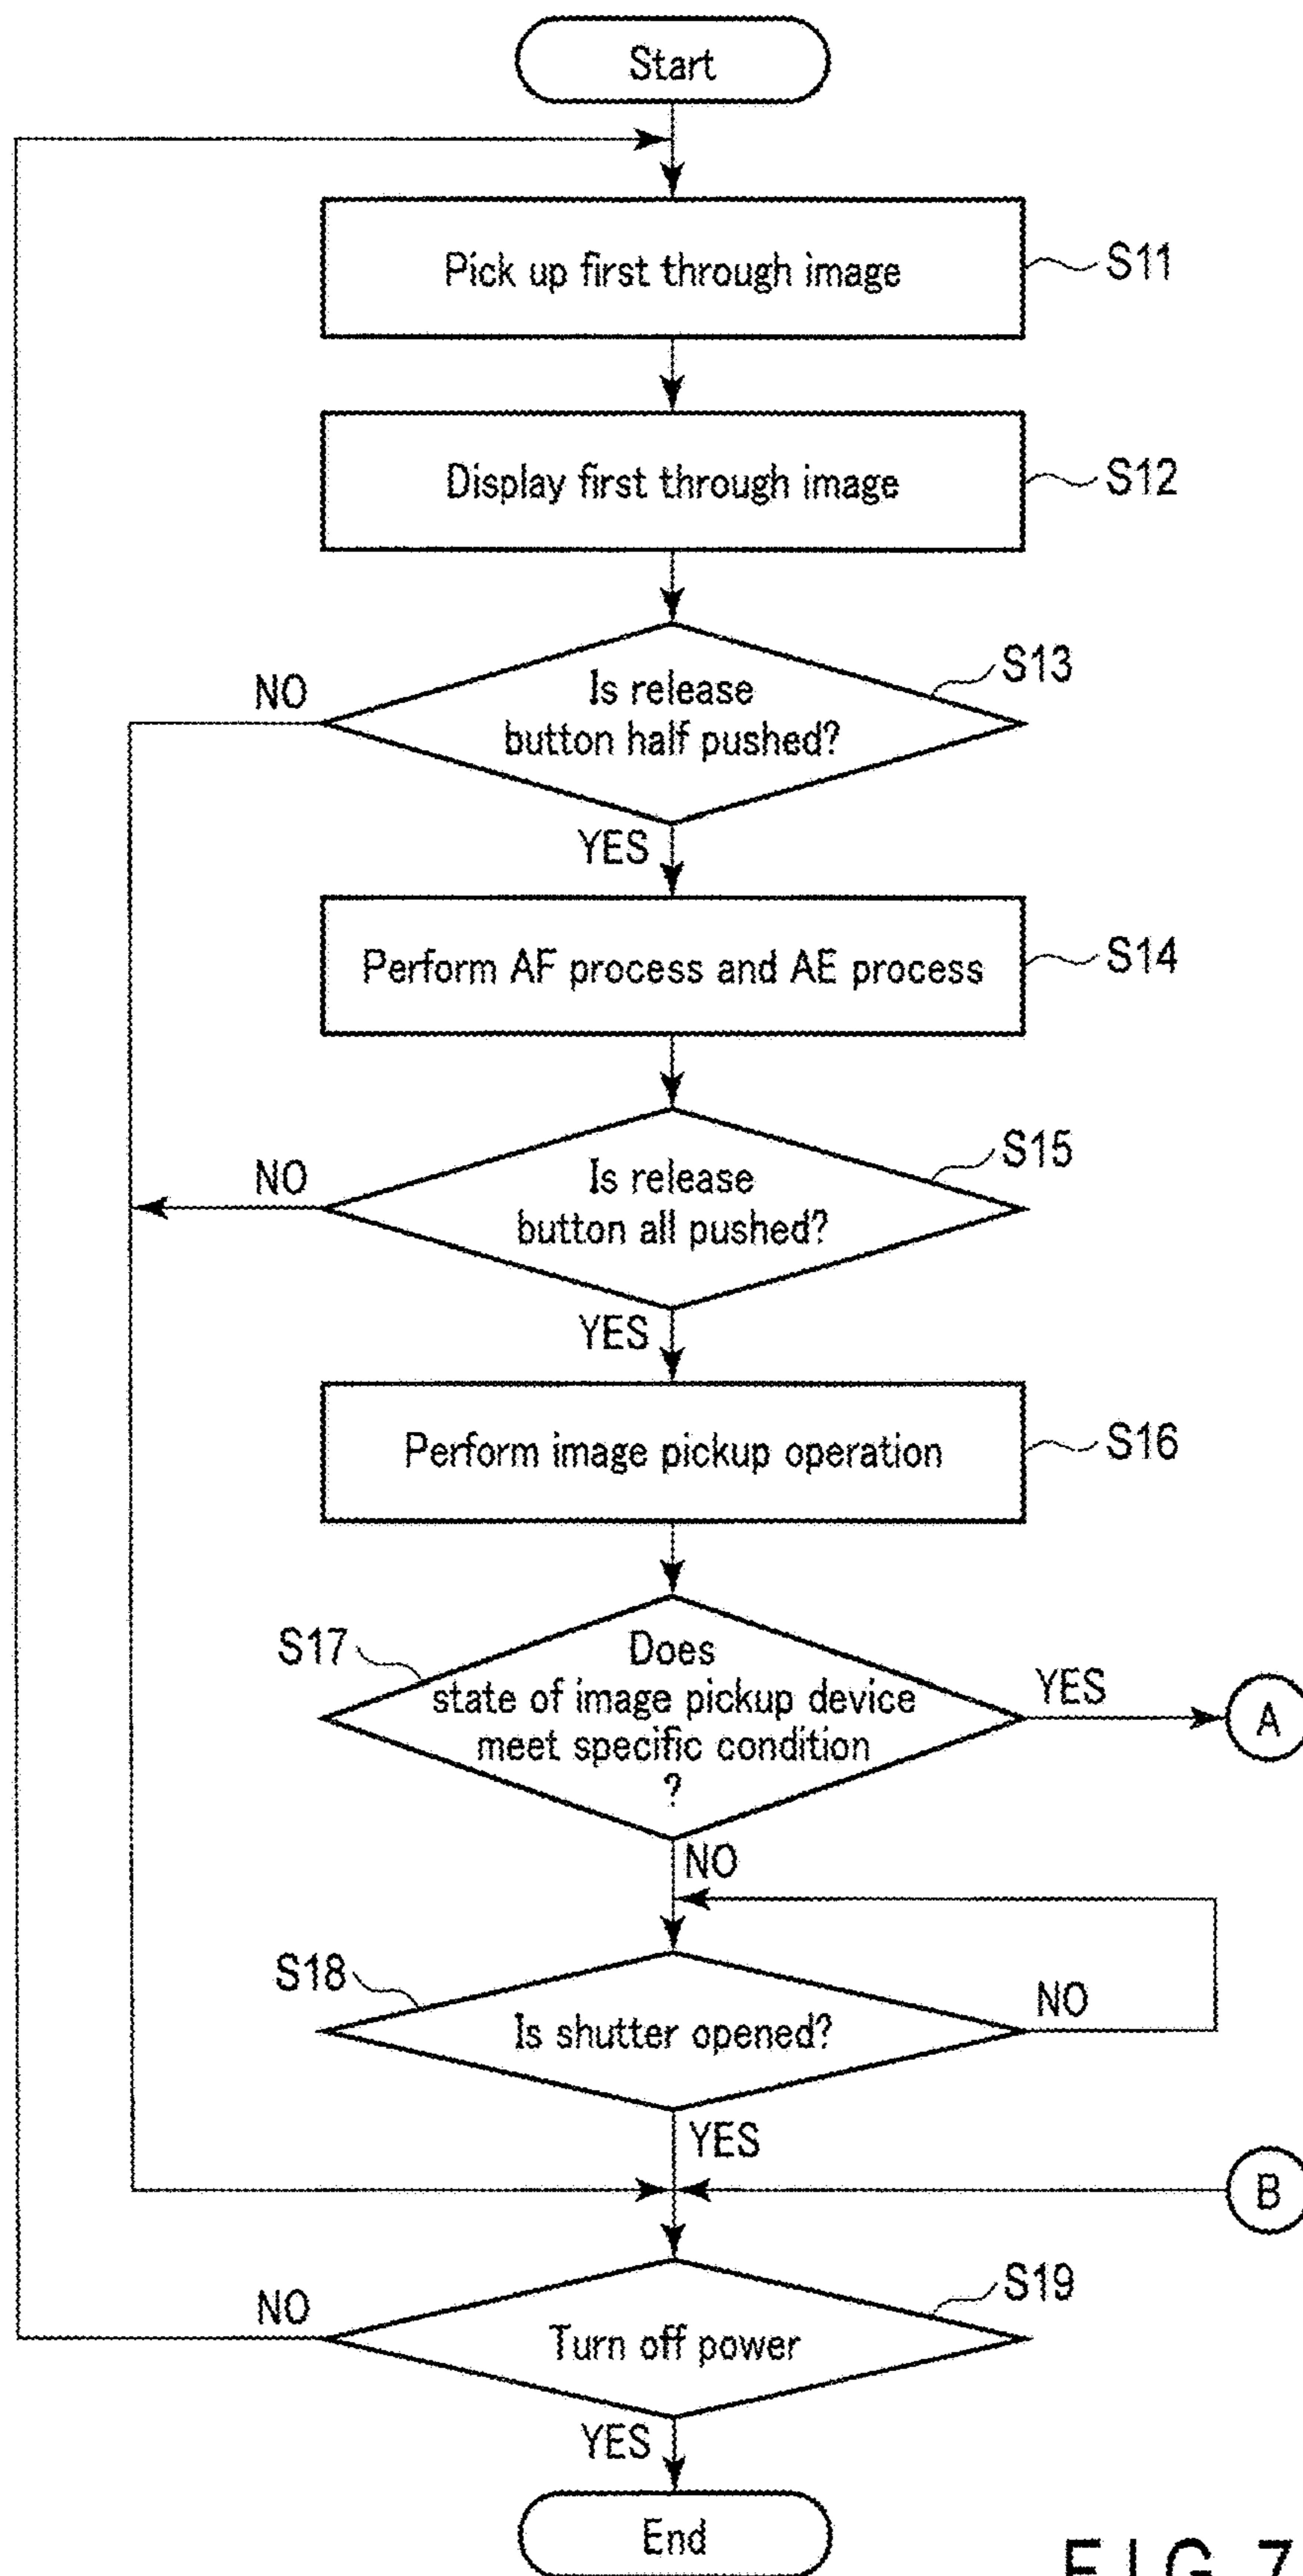 Start
Pick up first through image
S11
Display first through image
S12
Is release
button half pushed?
S13
NO
YES
Perform AF process and AE process
S14
Is release
button all pushed?
S15
NO
YES
Perform image pickup operation
S16
S17
Does
state of image pickup device
meet specific condition
?
YES
A
NO
S18
Is shutter opened?
NO
YES
B
S19
NO
Turn off power
YES
End
FIG. 7